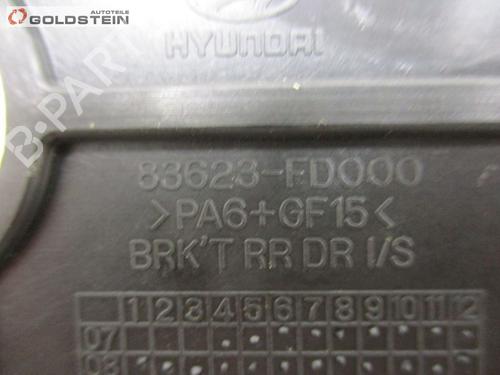 Autoteile
GOLDSTEIN
HYUNDAI
B-PARTS
83623-FD000
>PA6+GF15<
BRK'T RR DR I/S
1 2 3 4 5 6 7 8 9 10 11 12
07